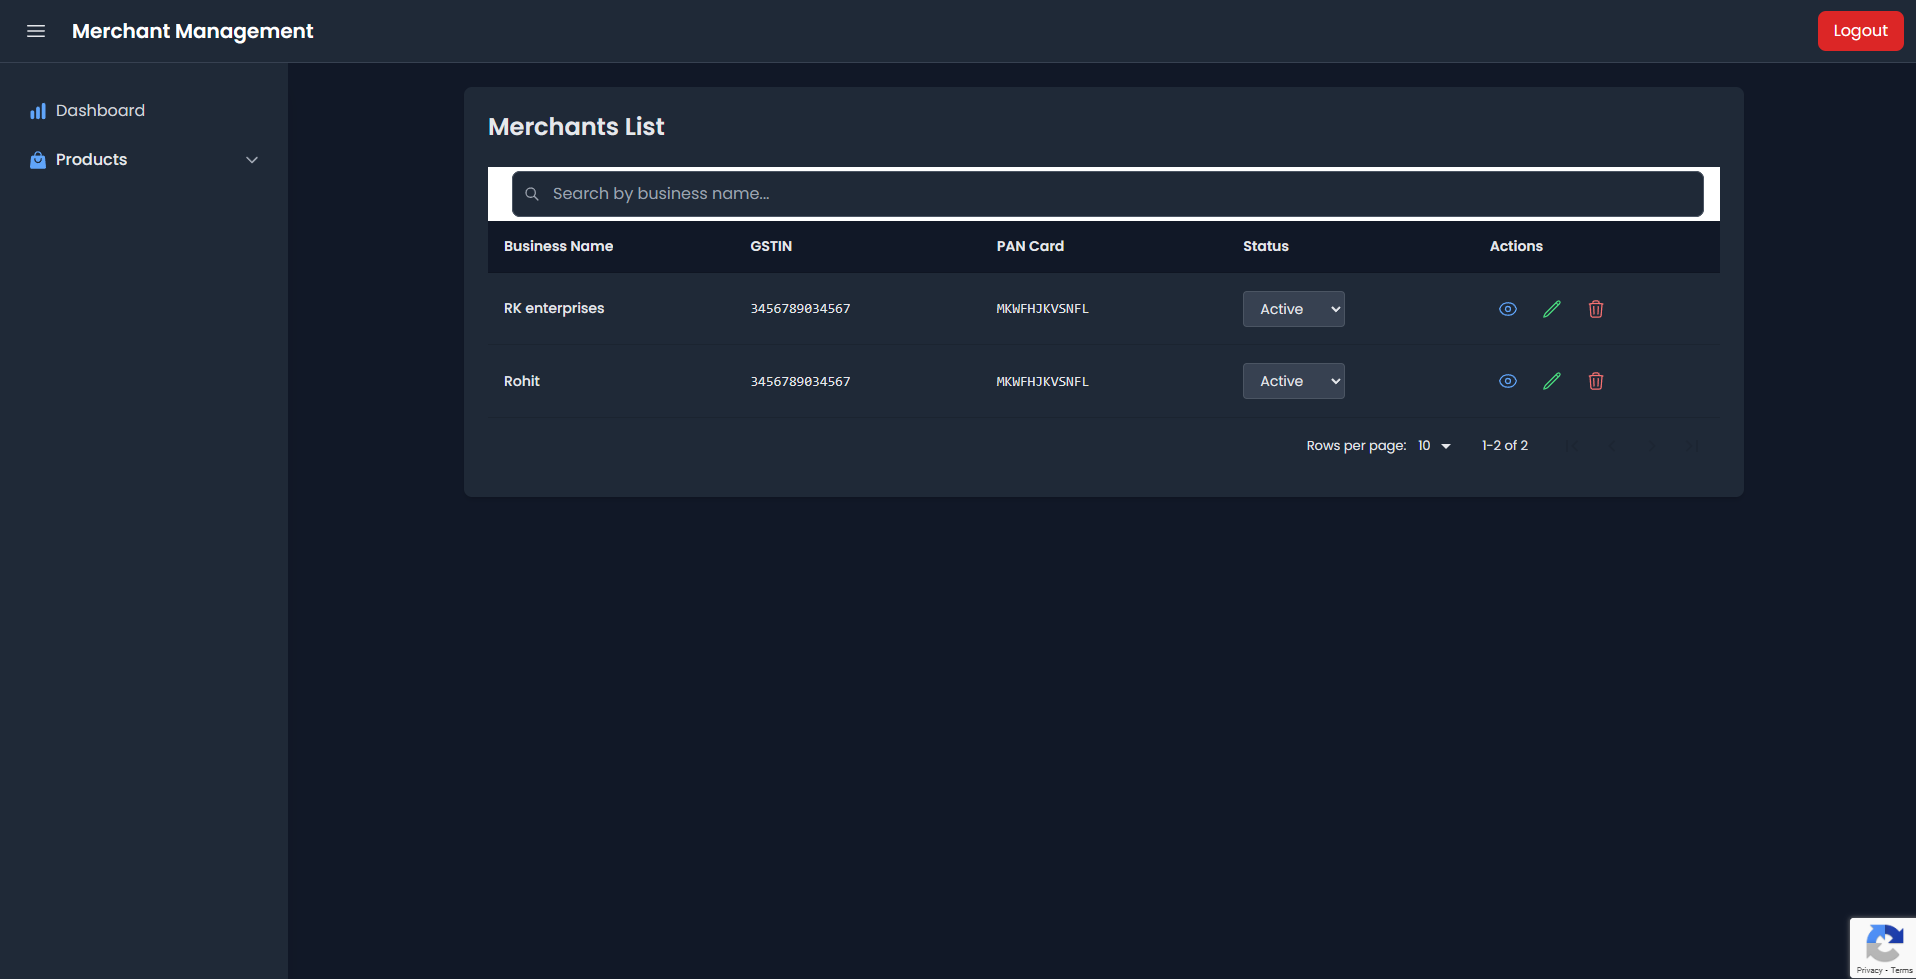 Merchant Management
Logout
Dashboard
Products
Merchants List
Search by business name...
Business Name GSTIN PAN Card Status Actions
RK enterprises 3456789034567 MKWFHJKVSNFL Active
Rohit 3456789034567 MKWFHJKVSNFL Active
Rows per page: 10 1-2 of 2
Privacy - Terms